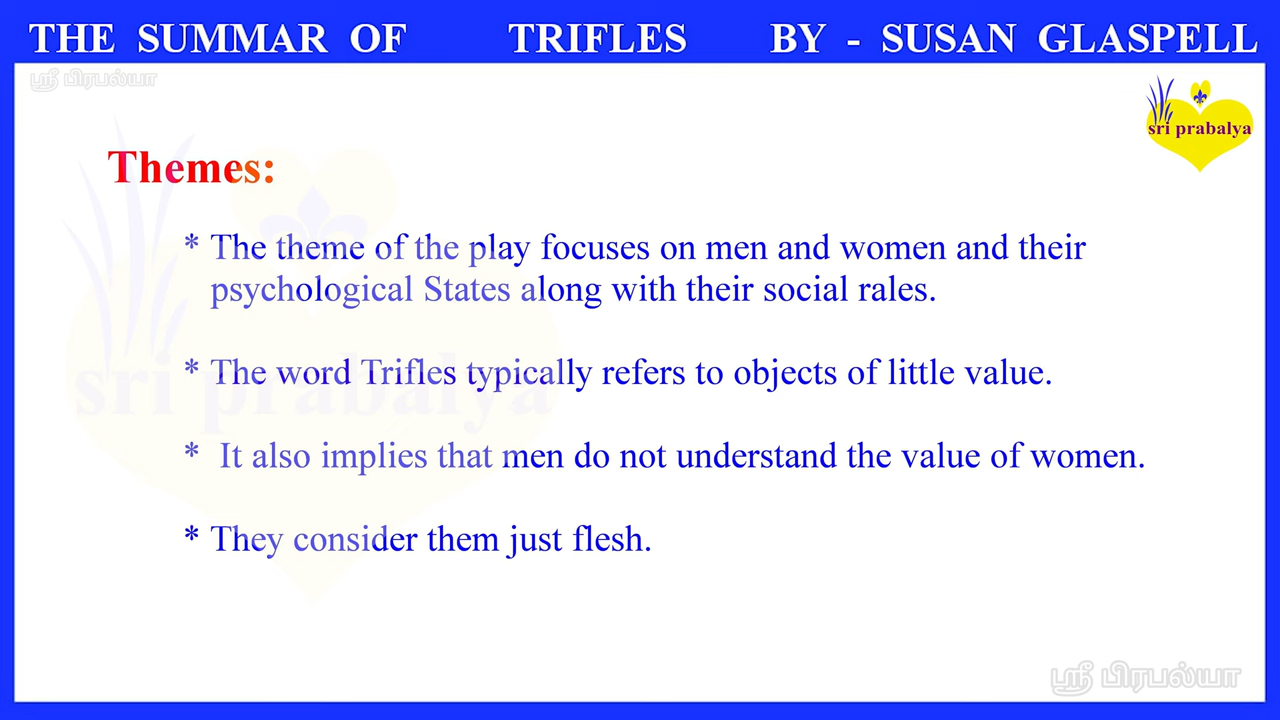 THE SUMMAR OF TRIFLES BY - SUSAN GLASPELL
ஸ்ரீ பிரபல்யா
sri prabalya
Themes:
* The theme of the play focuses on men and women and their
psychological States along with their social rales.
* The word Trifles typically refers to objects of little value.
sri prabalya
* It also implies that men do not understand the value of women.
* They consider them just flesh.
ஸ்ரீ பிரபல்யா